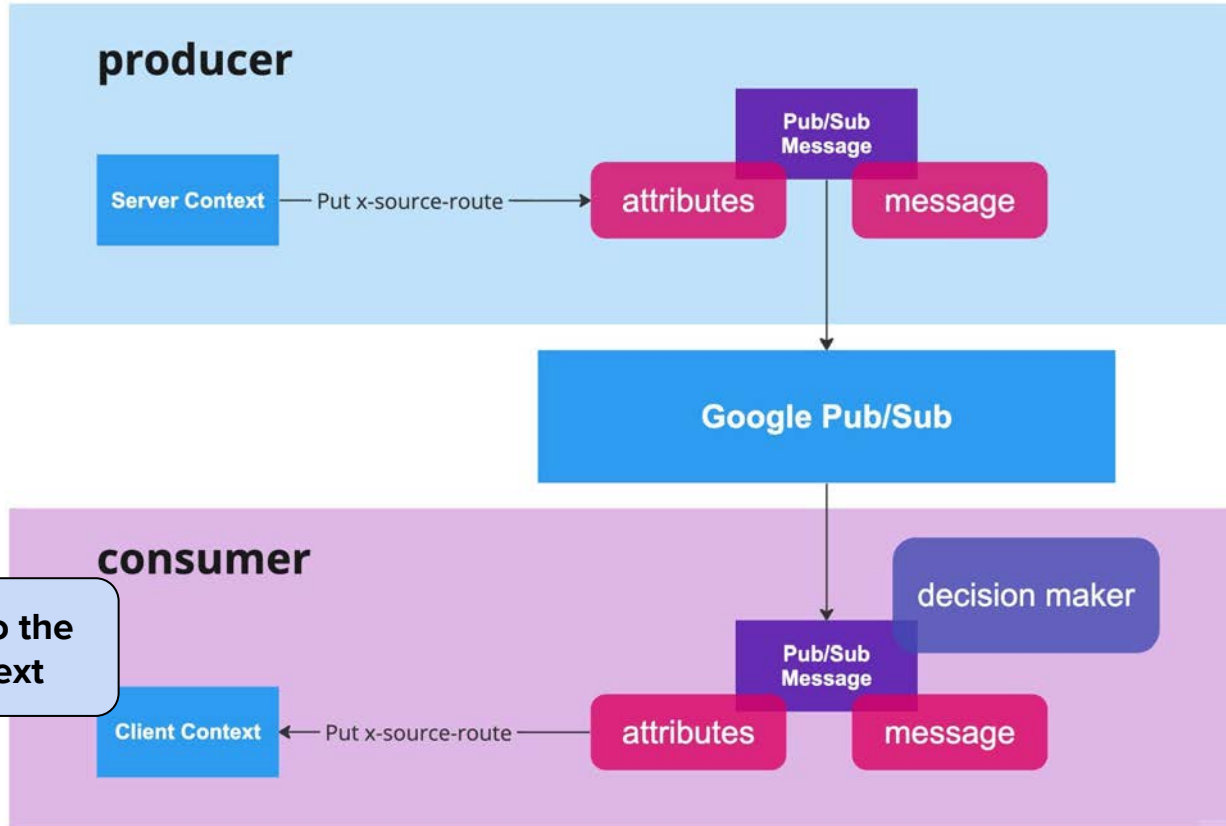 producer
Pub/Sub
Message
Server Context
Put x-source-route
attributes
message
Google Pub/Sub
consumer
decision maker
the
Pub/Sub
Message
Client Context
Put x-source-route
attributes
message